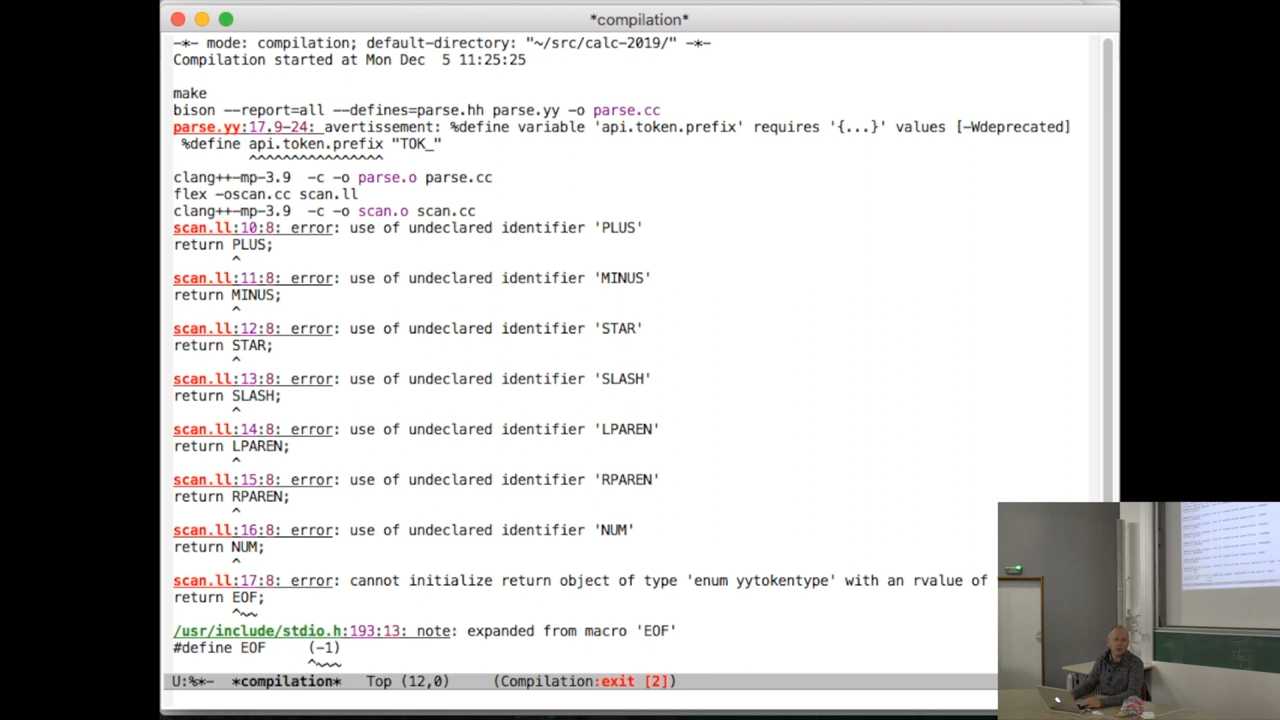 *compilation*
-*- mode: compilation; default-directory: "~/src/calc-2019/" -*-
Compilation started at Mon Dec  5 11:25:25
make
bison --report=all --defines=parse.hh parse.yy -o parse.cc
parse.yy:17.9-24: avertissement: %define variable 'api.token.prefix' requires '{...}' values [-Wdeprecated]
 %define api.token.prefix "TOK_"
         ^^^^^^^^^^^^^^^^
clang++-mp-3.9  -c -o parse.o parse.cc
flex -oscan.cc scan.ll
clang++-mp-3.9  -c -o scan.o scan.cc
scan.ll:10:8: error: use of undeclared identifier 'PLUS'
return PLUS;
       ^
scan.ll:11:8: error: use of undeclared identifier 'MINUS'
return MINUS;
       ^
scan.ll:12:8: error: use of undeclared identifier 'STAR'
return STAR;
       ^
scan.ll:13:8: error: use of undeclared identifier 'SLASH'
return SLASH;
       ^
scan.ll:14:8: error: use of undeclared identifier 'LPAREN'
return LPAREN;
       ^
scan.ll:15:8: error: use of undeclared identifier 'RPAREN'
return RPAREN;
       ^
scan.ll:16:8: error: use of undeclared identifier 'NUM'
return NUM;
       ^
scan.ll:17:8: error: cannot initialize return object of type 'enum yytokentype' with an rvalue of
return EOF;
       ^~~
/usr/include/stdio.h:193:13: note: expanded from macro 'EOF'
#define EOF     (-1)
                ^~~~
U:%*-  *compilation*   Top (12,0)     (Compilation:exit [2])